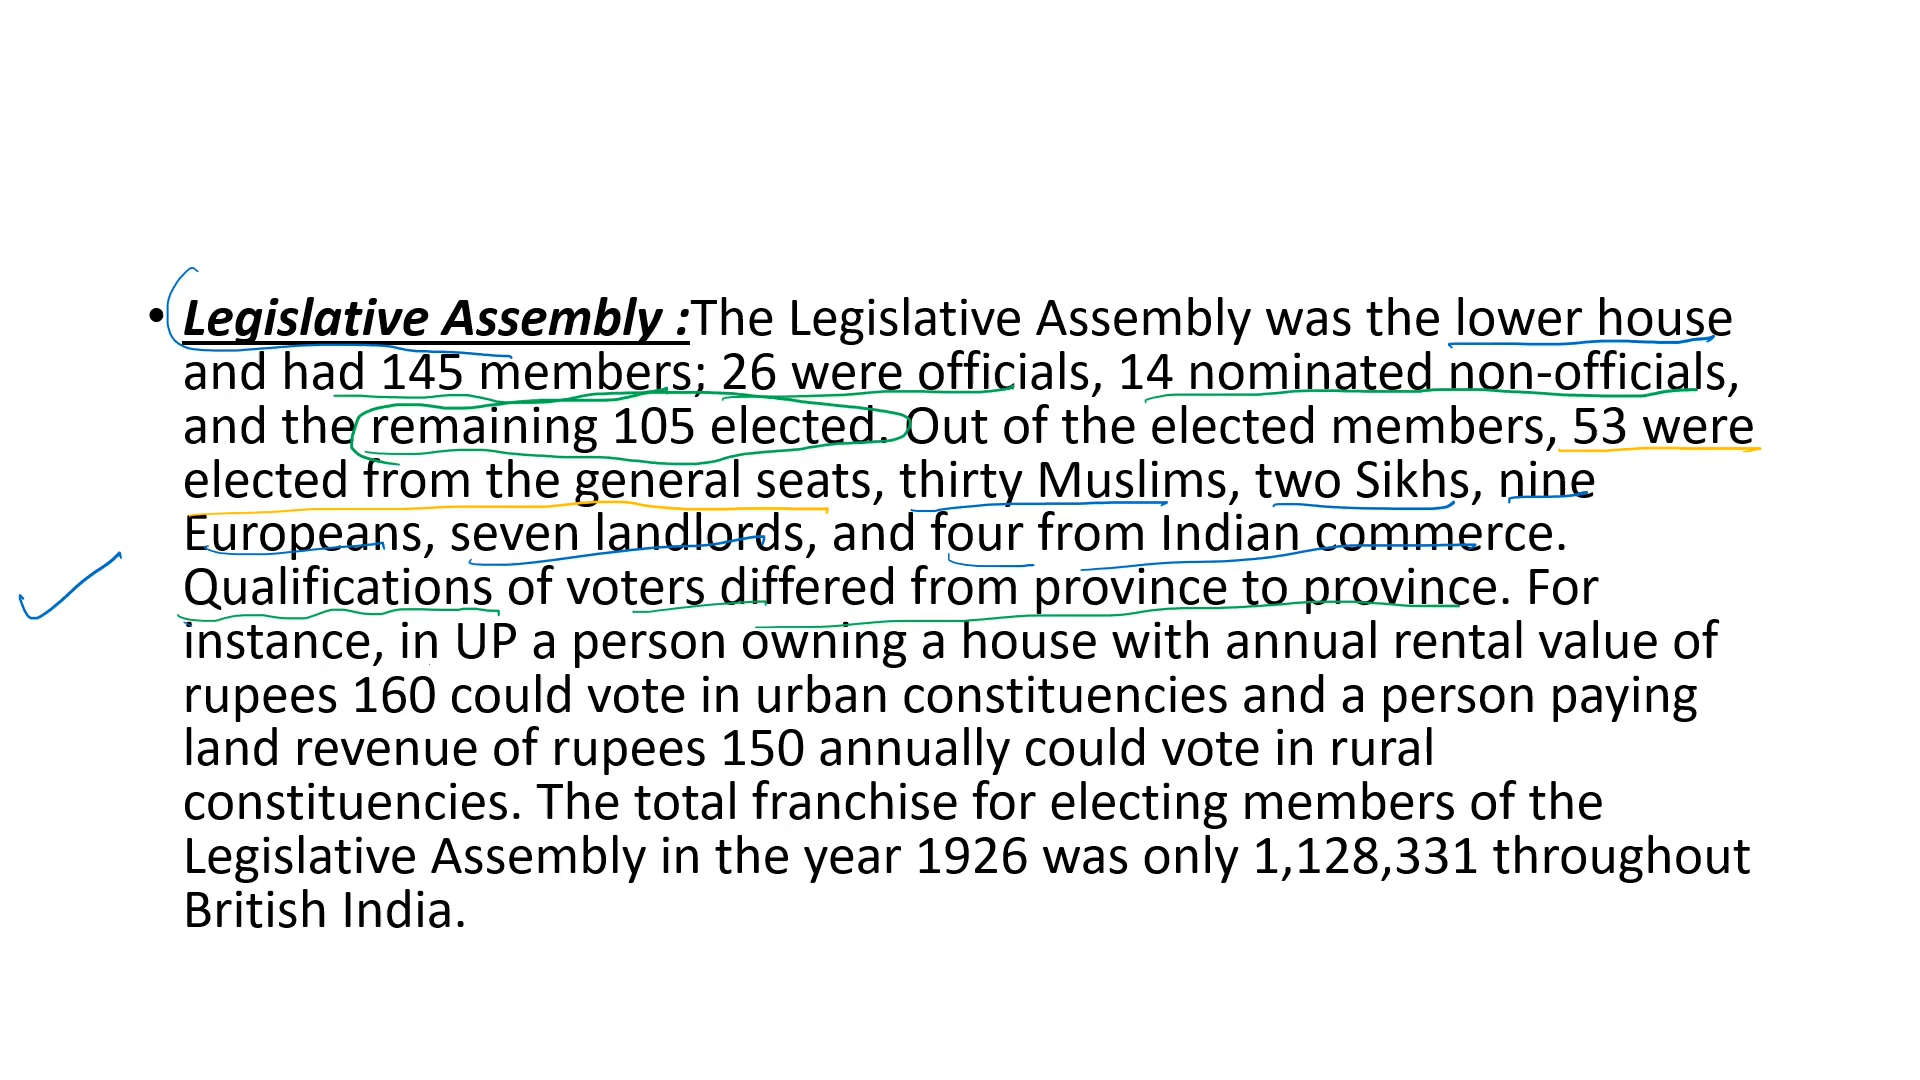 • Legislative Assembly :The Legislative Assembly was the lower house
and had 145 members; 26 were officials, 14 nominated non-officials,
and the remaining 105 elected. Out of the elected members, 53 were
elected from the general seats, thirty Muslims, two Sikhs, nine
Europeans, seven landlords, and four from Indian commerce.
Qualifications of voters differed from province to province. For
instance, in UP a person owning a house with annual rental value of
rupees 160 could vote in urban constituencies and a person paying
land revenue of rupees 150 annually could vote in rural
constituencies. The total franchise for electing members of the
Legislative Assembly in the year 1926 was only 1,128,331 throughout
British India.